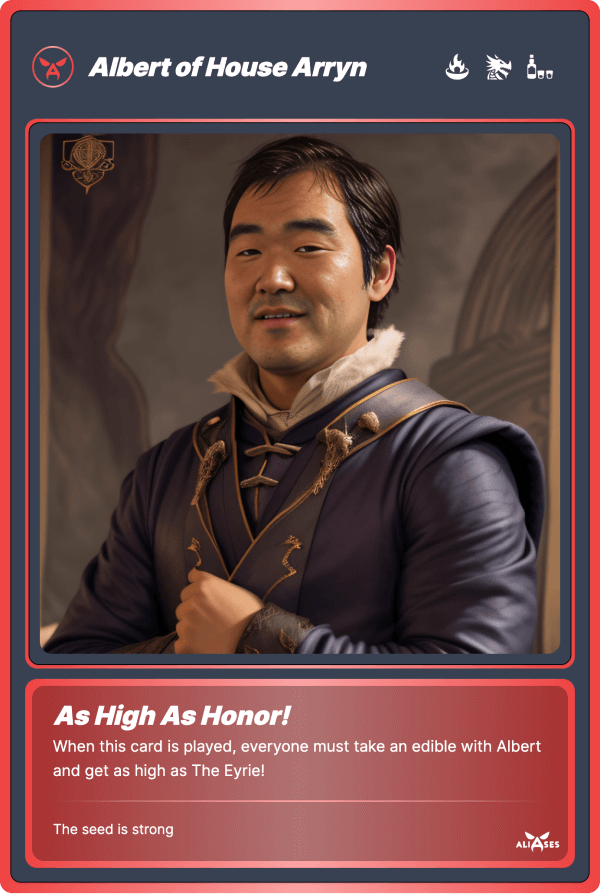 Albert of House Arryn
As High As Honor!
When this card is played, everyone must take an edible with Albert
and get as high as The Eyrie!
The seed is strong
ALIASES